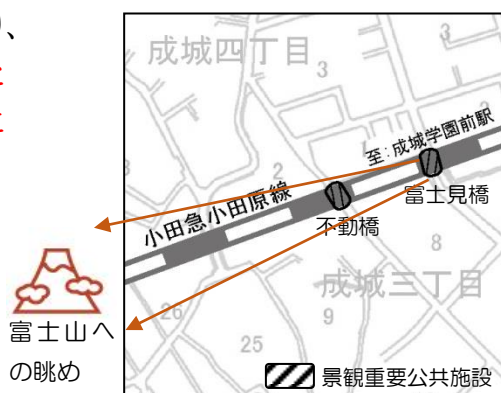 、
成城四丁目
3
3
至:成城学園前駅
2
小田急小田原線
富士見橋
不動橋
8
成城三丁目
26
9
25
富士山へ
の眺め
景観重要公共施設